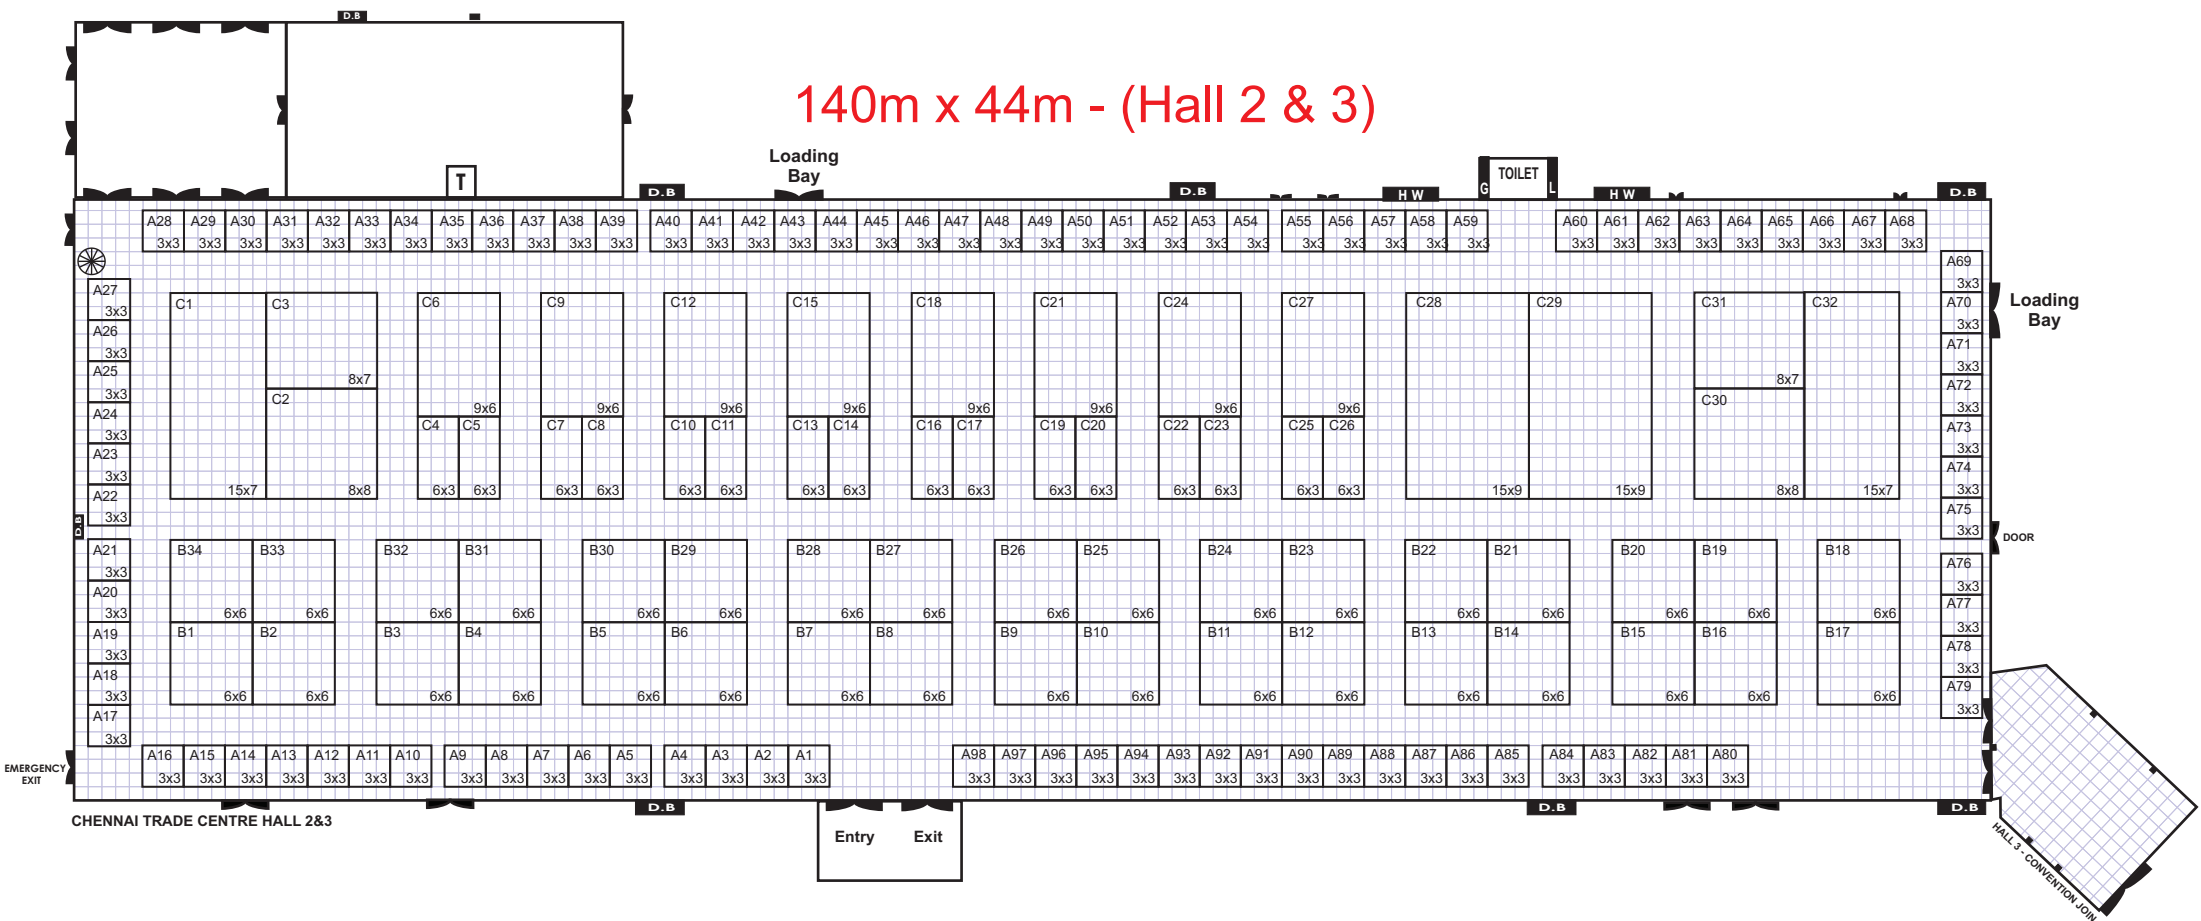 D.B
140m x 44m - (Hall 2 & 3)
Loading
Bay
T
D.B
D.B
H W
G
TOILET
L
H W
D.B
A28 A29 A30 A31 A32 A33 A34 A35 A36 A37 A38 A39 A40 A41 A42 A43 A44 A45 A46 A47 A48 A49 A50 A51 A52 A53 A54 A55 A56 A57 A58 A59 A60 A61 A62 A63 A64 A65 A66 A67 A68
3x3 3x3 3x3 3x3 3x3 3x3 3x3 3x3 3x3 3x3 3x3 3x3 3x3 3x3 3x3 3x3 3x3 3x3 3x3 3x3 3x3 3x3 3x3 3x3 3x3 3x3 3x3 3x3 3x3 3x3 3x3 3x3 3x3 3x3 3x3 3x3 3x3 3x3 3x3 3x3 3x3
A27
3x3
A26
3x3
A25
3x3
A24
3x3
A23
3x3
A22
3x3
D.B
A21
3x3
A20
3x3
A19
3x3
A18
3x3
A17
3x3
C1 C3 C6 C9 C12 C15 C18 C21 C24 C27 C28 C29 C31 C32
8x7 8x7
C2 C30
9x6 9x6 9x6 9x6 9x6 9x6 9x6 9x6
C4 C5 C7 C8 C10 C11 C13 C14 C16 C17 C19 C20 C22 C23 C25 C26
15x7 8x8 6x3 6x3 6x3 6x3 6x3 6x3 6x3 6x3 6x3 6x3 6x3 6x3 6x3 6x3 6x3 6x3 15x9 15x9 8x8 15x7
B34 B33 B32 B31 B30 B29 B28 B27 B26 B25 B24 B23 B22 B21 B20 B19 B18
6x6 6x6 6x6 6x6 6x6 6x6 6x6 6x6 6x6 6x6 6x6 6x6 6x6 6x6 6x6 6x6 6x6
B1 B2 B3 B4 B5 B6 B7 B8 B9 B10 B11 B12 B13 B14 B15 B16 B17
6x6 6x6 6x6 6x6 6x6 6x6 6x6 6x6 6x6 6x6 6x6 6x6 6x6 6x6 6x6 6x6 6x6
A69
3x3
A70
3x3
A71
3x3
A72
3x3
A73
3x3
A74
3x3
A75
3x3
A76
3x3
A77
3x3
A78
3x3
A79
3x3
Loading
Bay
DOOR
A16 A15 A14 A13 A12 A11 A10 A9 A8 A7 A6 A5 A4 A3 A2 A1 A98 A97 A96 A95 A94 A93 A92 A91 A90 A89 A88 A87 A86 A85 A84 A83 A82 A81 A80
3x3 3x3 3x3 3x3 3x3 3x3 3x3 3x3 3x3 3x3 3x3 3x3 3x3 3x3 3x3 3x3 3x3 3x3 3x3 3x3 3x3 3x3 3x3 3x3 3x3 3x3 3x3 3x3 3x3 3x3 3x3 3x3 3x3 3x3 3x3
EMERGENCY
EXIT
D.B
D.B
D.B
CHENNAI TRADE CENTRE HALL 2&3
Entry Exit
HALL 3 - CONVENTION JOIN